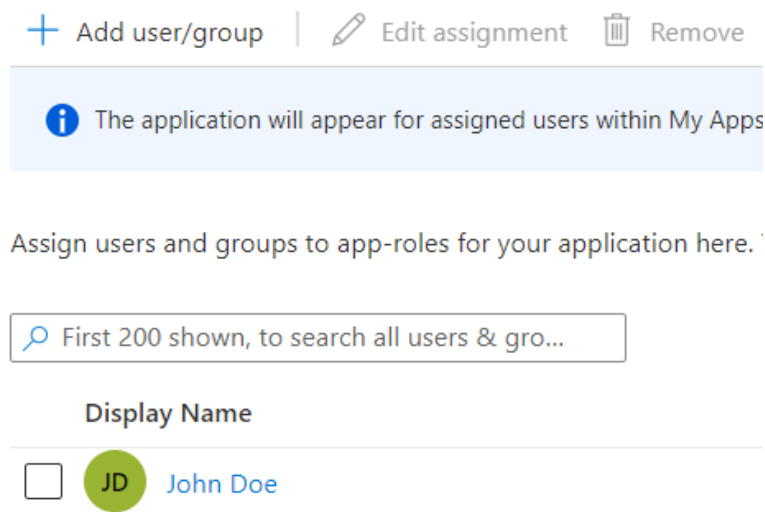 Add user/group Edit assignment Remove
The application will appear for assigned users within My Apps
Assign users and groups to app-roles for your application here.
First 200 shown, to search all users & gro...
Display Name
JD John Doe